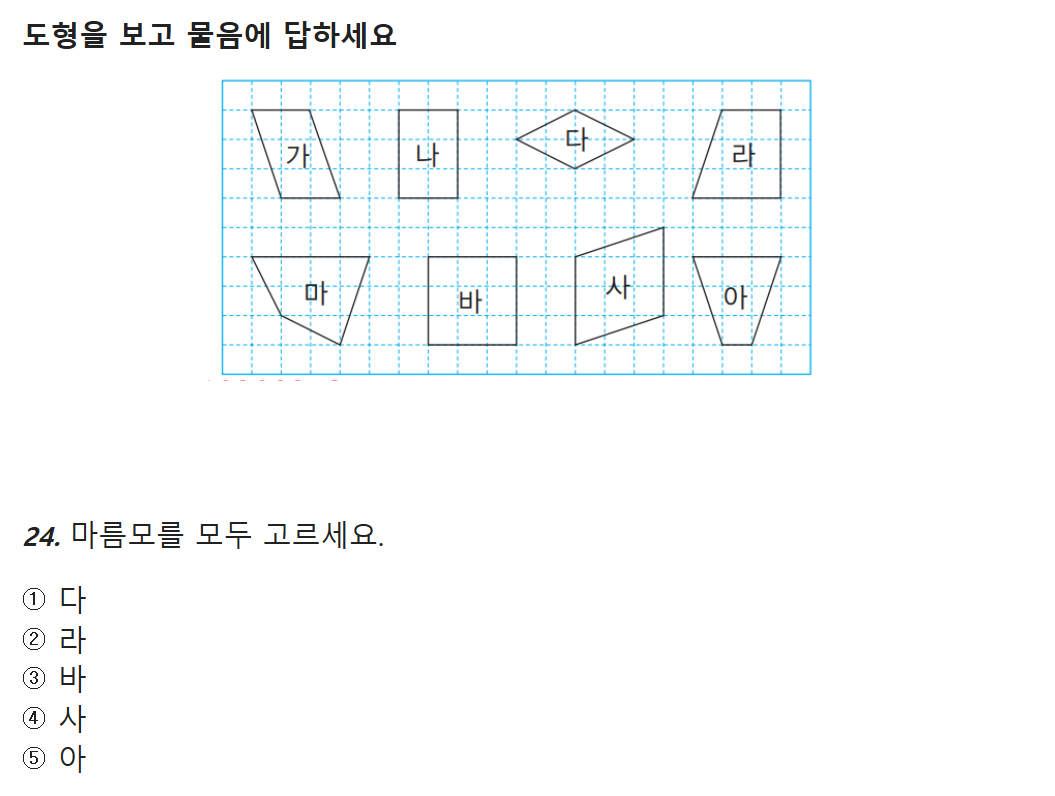 도형을 보고 물음에 답하세요
가 나 다 라
마 바 사 아
24. 마름모를 모두 고르세요.
① 다
② 라
③ 바
④ 사
⑤ 아